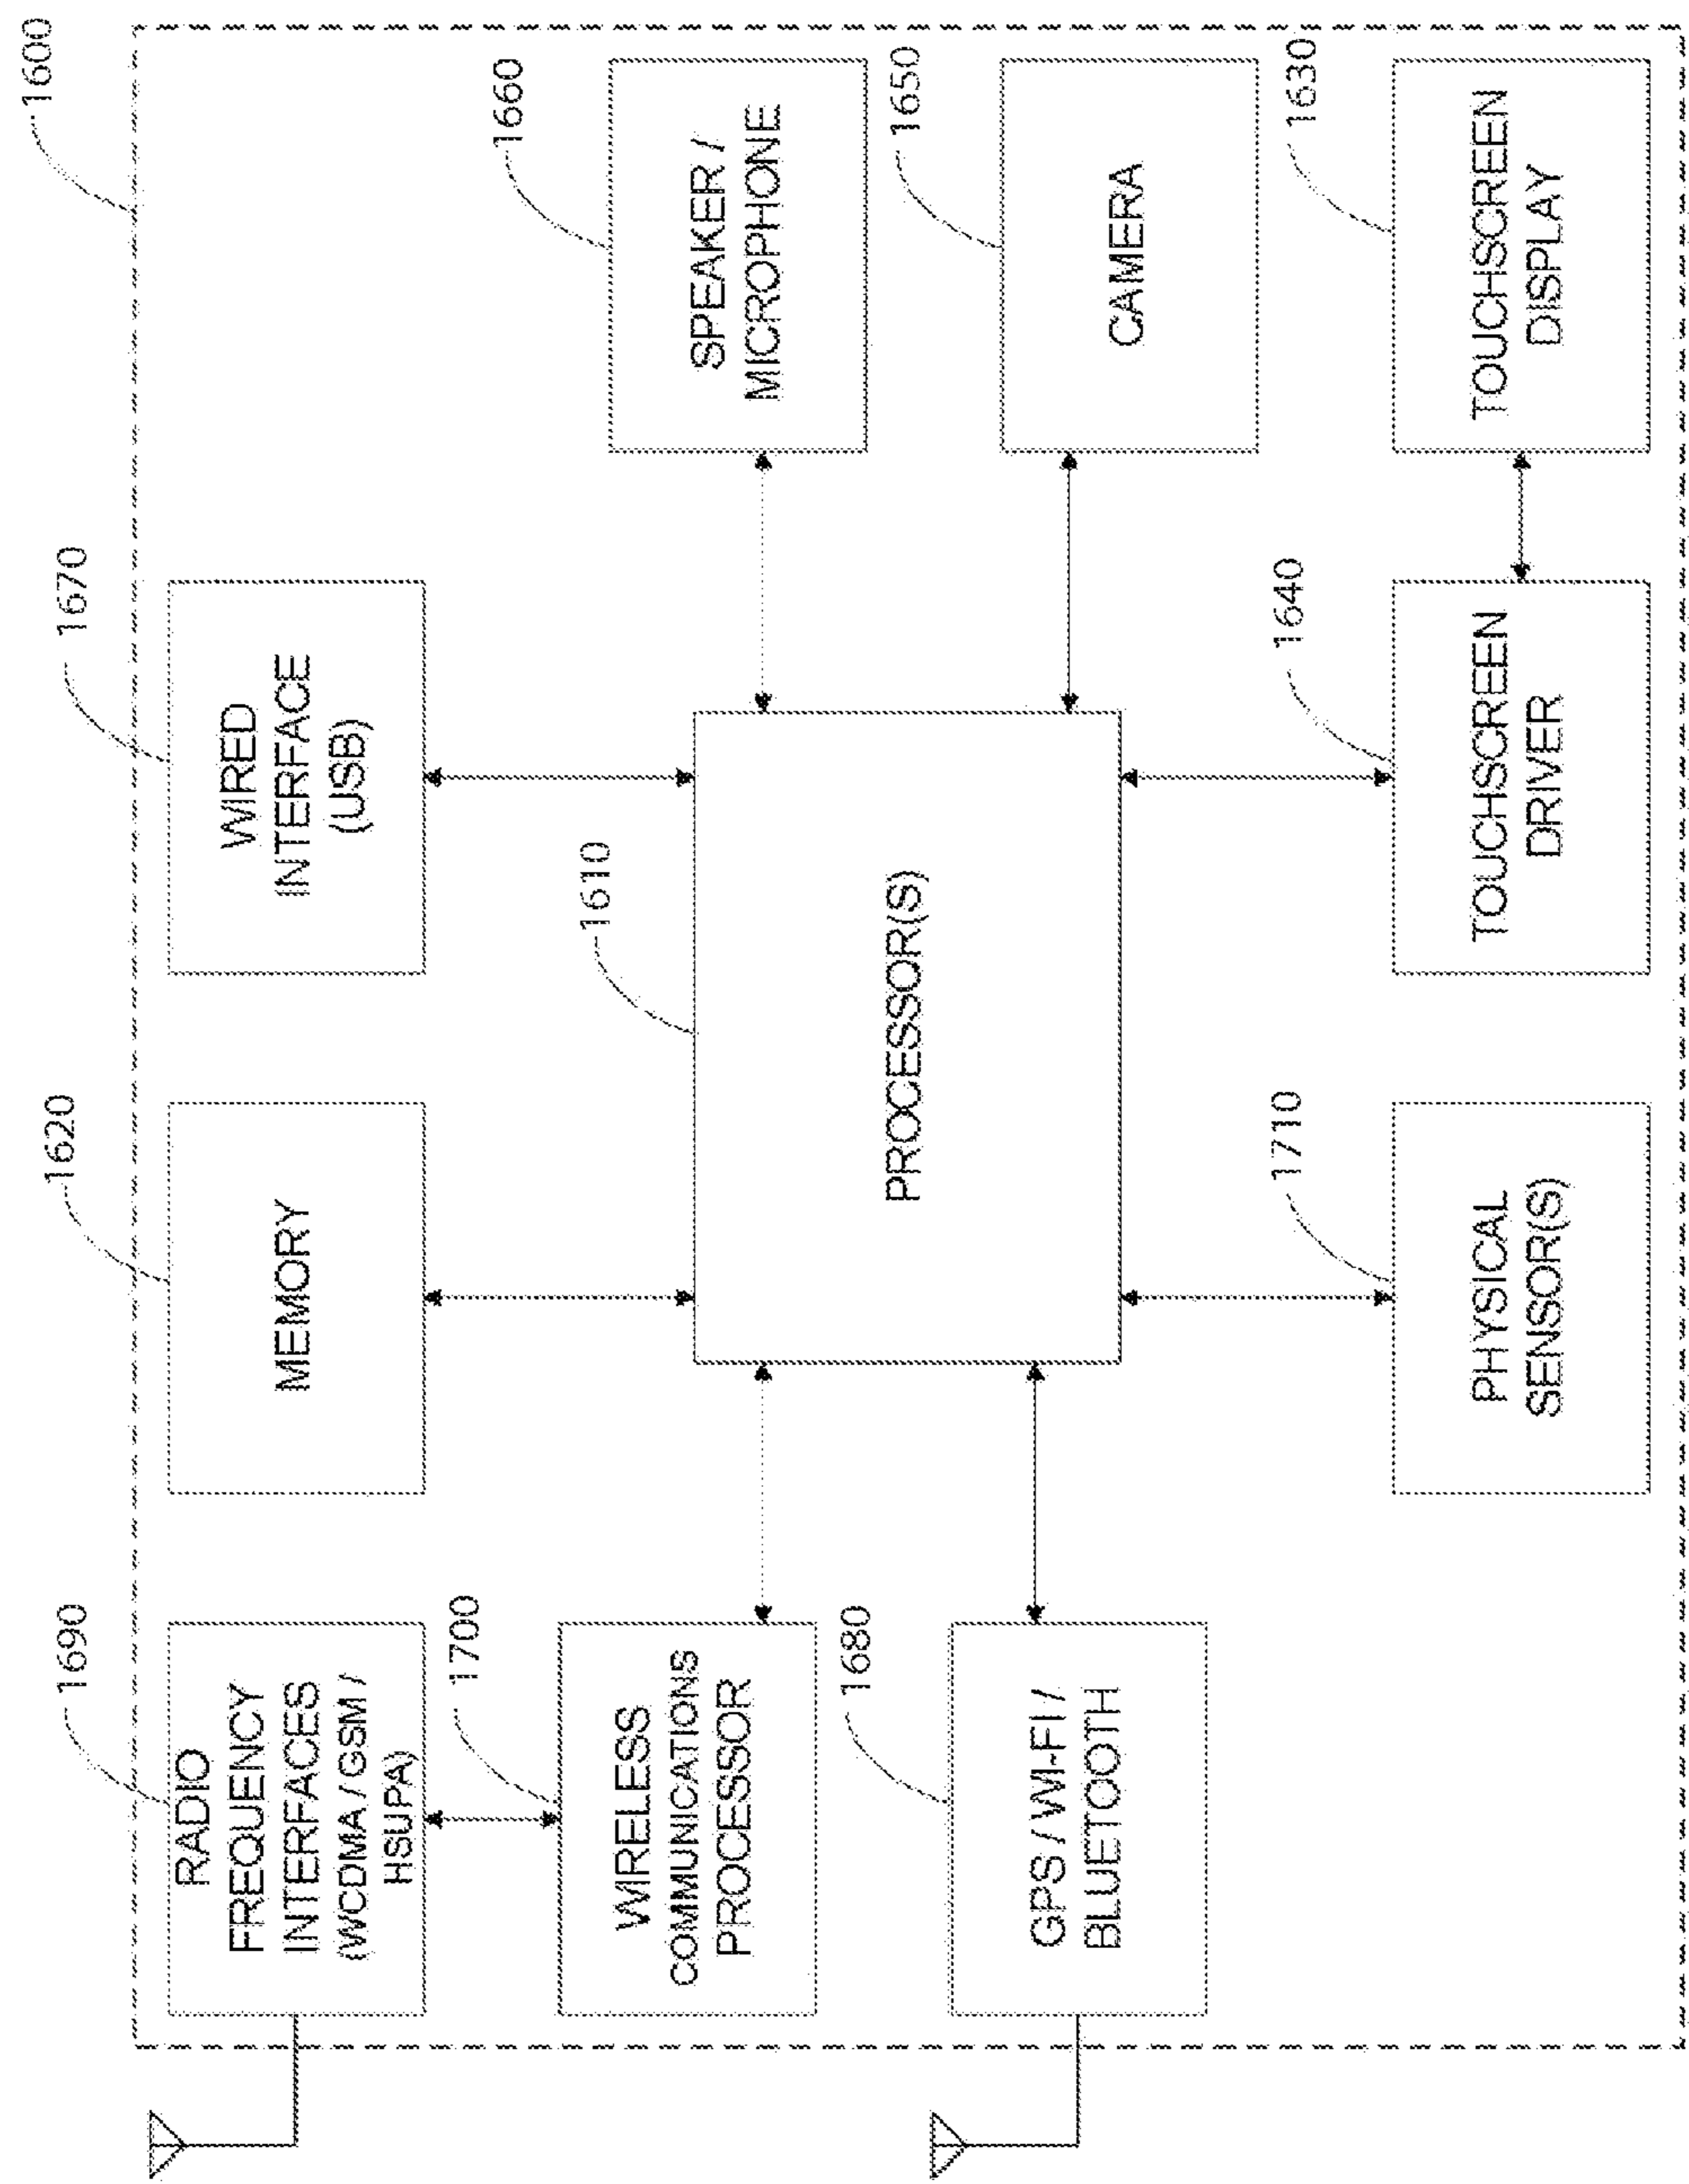 1600
1690
RADIO
FREQUENCY
INTERFACES
(WCDMA / GSM /
HSUPA)
1620
MEMORY
1670
WIRED
INTERFACE
(USB)
1700
WIRELESS
COMMUNICATIONS
PROCESSOR
1610
PROCESSOR(S)
1660
SPEAKER /
MICROPHONE
1680
GPS / WI-FI /
BLUETOOTH
1650
CAMERA
1710
PHYSICAL
SENSOR(S)
1640
TOUCHSCREEN
DRIVER
1630
TOUCHSCREEN
DISPLAY